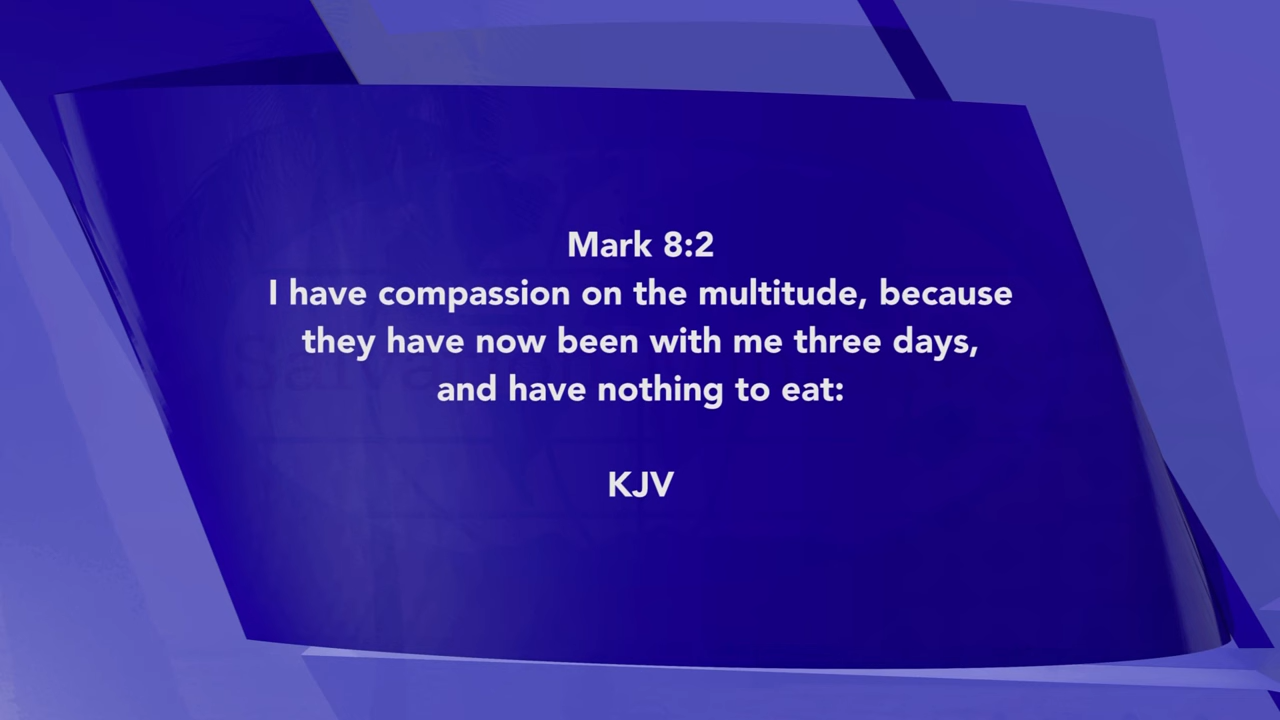 Mark 8:2
I have compassion on the multitude, because
they have now been with me three days,
and have nothing to eat:
KJV